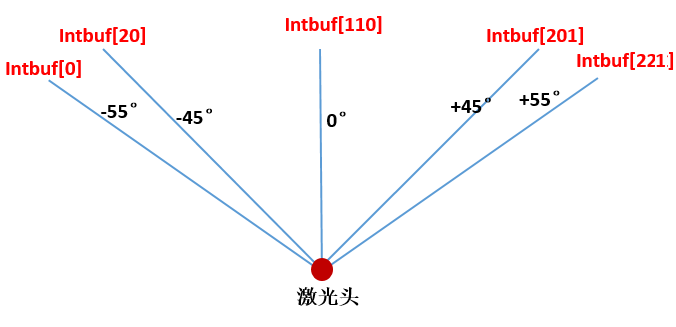 Intbuf[110]
Intbuf[20]
Intbuf[201]
Intbuf[0]
Intbuf[221]
-55°
-45°
0°
+45°
+55°
激光头